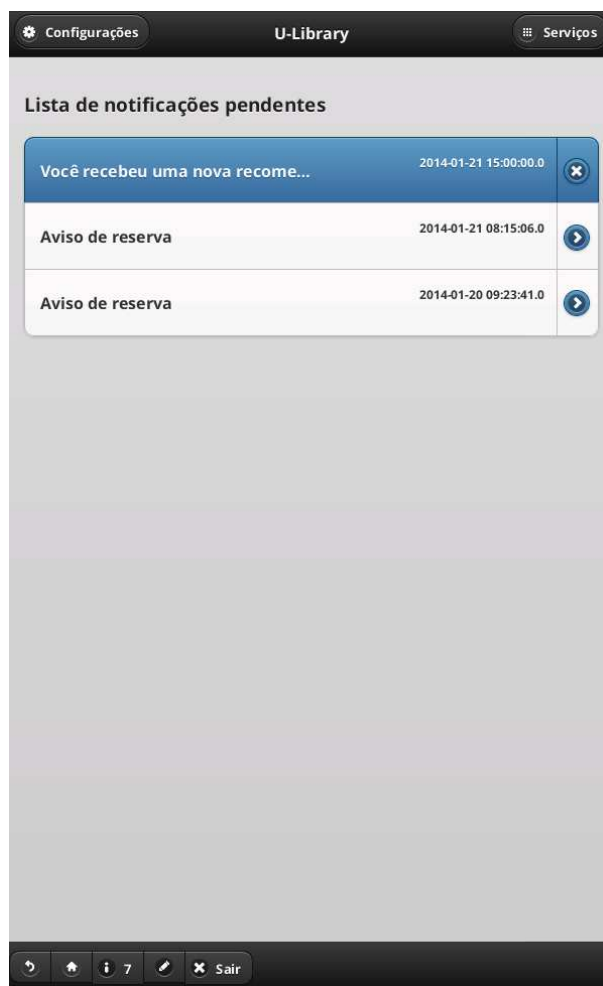 Configurações U-Library Serviços
Lista de notificações pendentes
Você recebeu uma nova recome... 2014-01-21 15:00:00.0
Aviso de reserva 2014-01-21 08:15:06.0
Aviso de reserva 2014-01-20 09:23:41.0
7 Sair